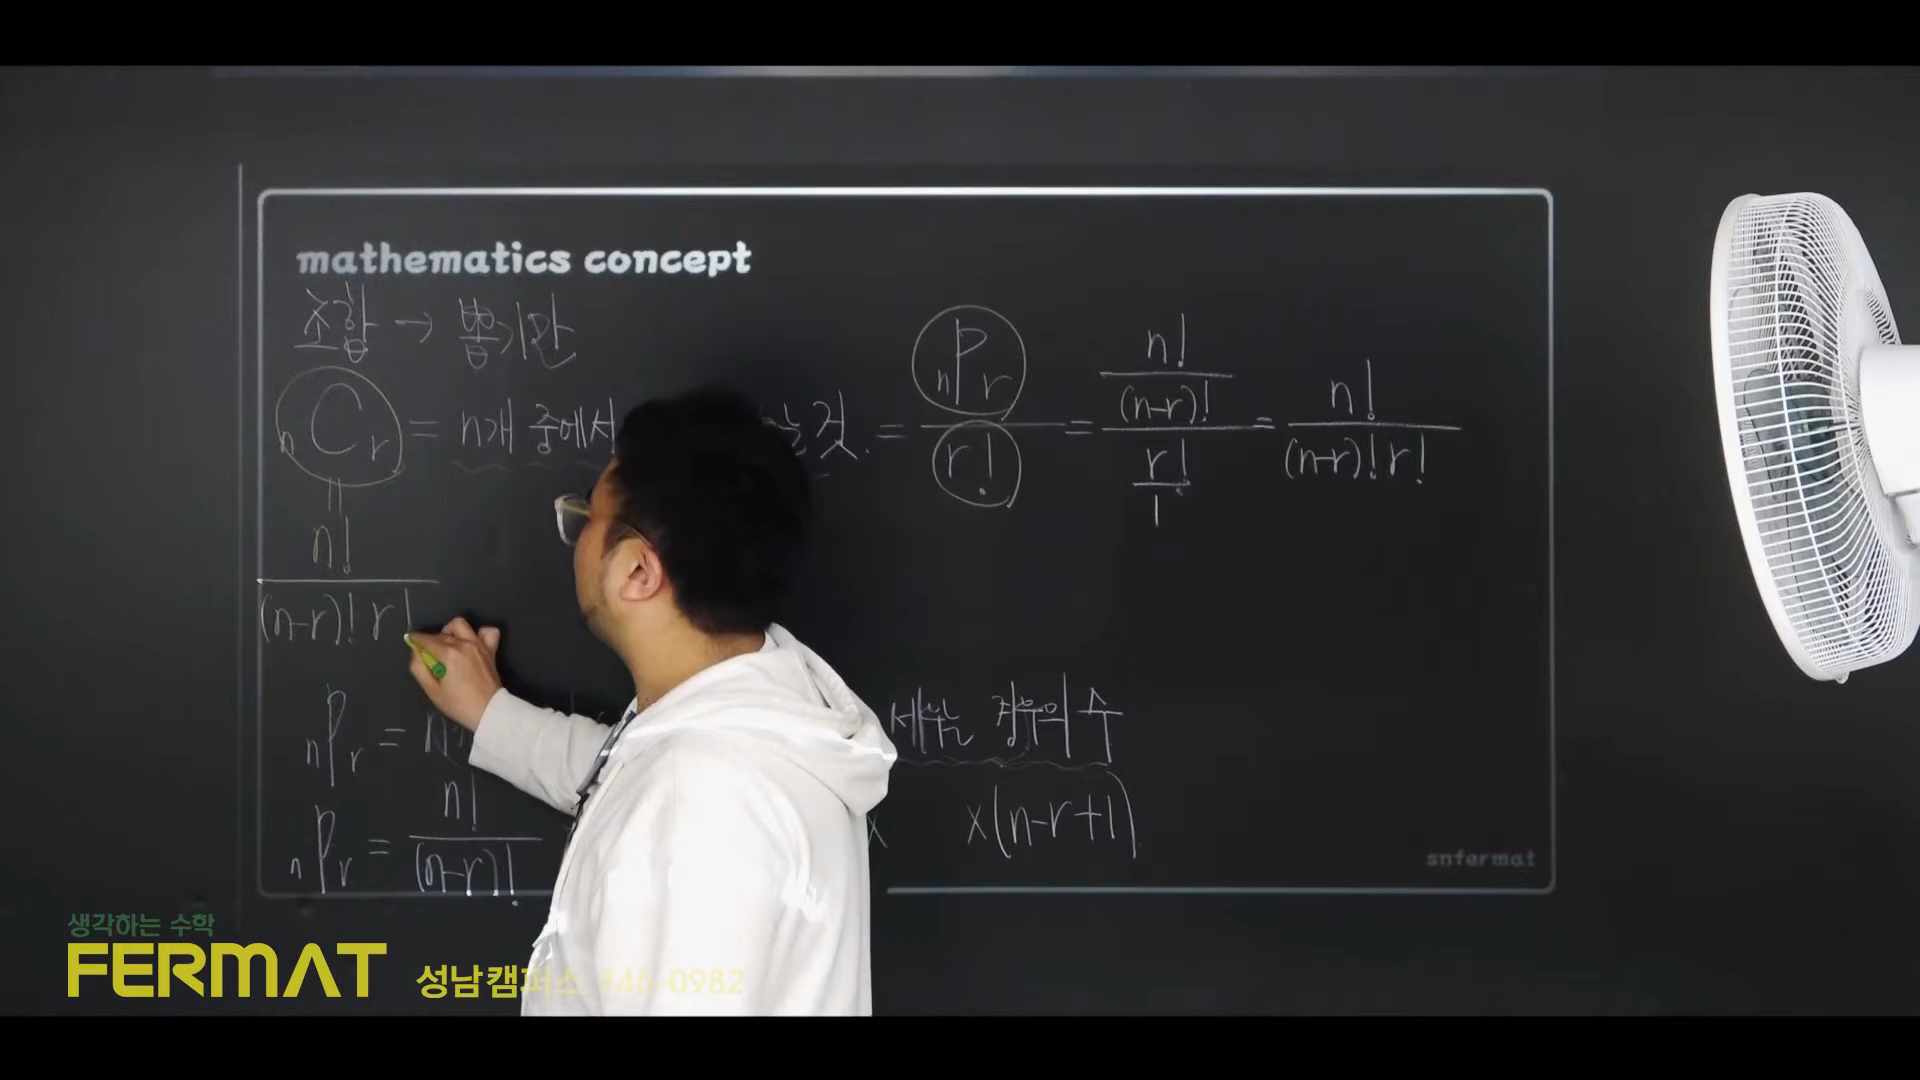 mathematics concept
조합 → 뽑기만
nCr = n개 중에서 는 것. = nPr / r! = n!/(n-r)! / r!/1 = n! / (n-r)! r!
=
n!
(n-r)! r!
nPr = 세우는 경우의 수
nPr = n! / (n-r)! x x(n-r+1)
snfermat
생각하는 수학
FERMAT 성남캠퍼스 746-0982